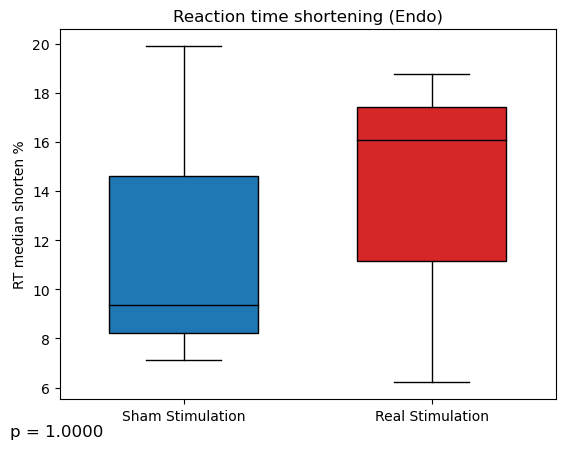 Reaction time shortening (Endo)
RT median shorten %
20
18
16
14
12
10
8
6
Sham Stimulation
Real Stimulation
p = 1.0000